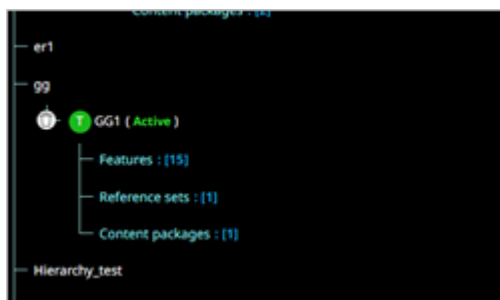 Content packages : [2]
er1
gg
T GG1 ( Active )
Features : [15]
Reference sets : [1]
Content packages : [1]
Hierarchy_test